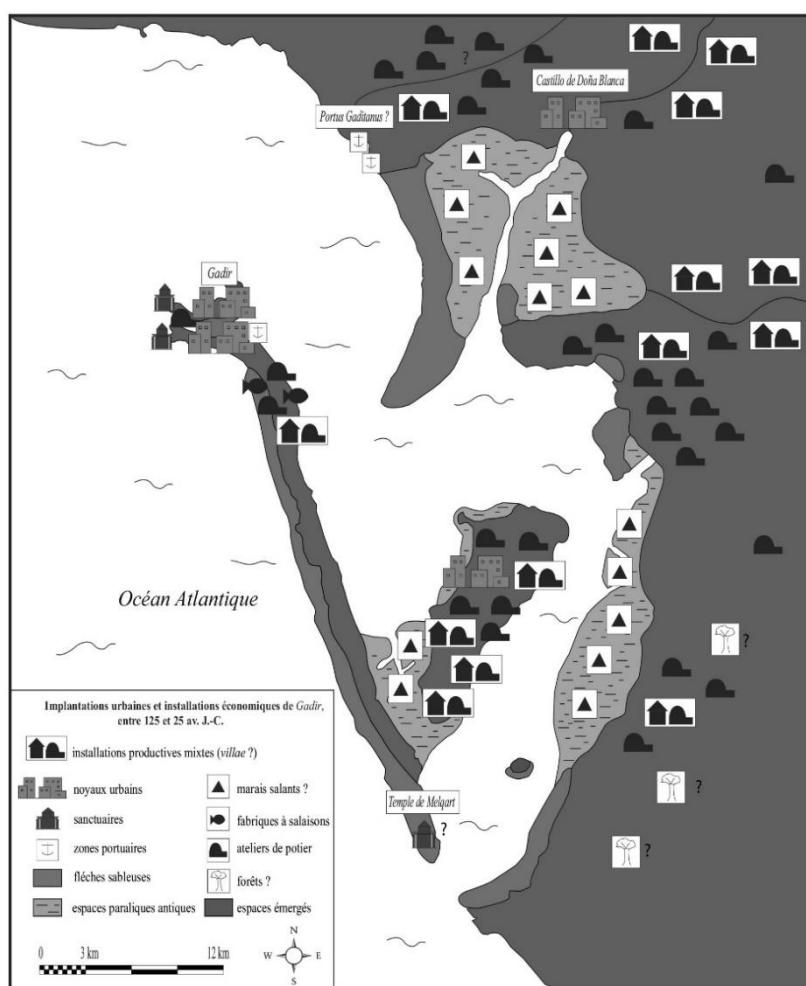 ?
Castillo de Doña Blanca
Portus Gaditanus ?
Gadir
Océan Atlantique
?
?
?
Temple de Melqart
?
Implantations urbaines et installations économiques de Gadir,
entre 125 et 25 av. J.-C.
installations productives mixtes (villae ?)
noyaux urbains
marais salants ?
sanctuaires
fabriques à salaisons
zones portuaires
ateliers de potier
fléches sableuses
forêts ?
espaces paraliques antiques
espaces émergés
0 3 km 12 km
N
W E
S